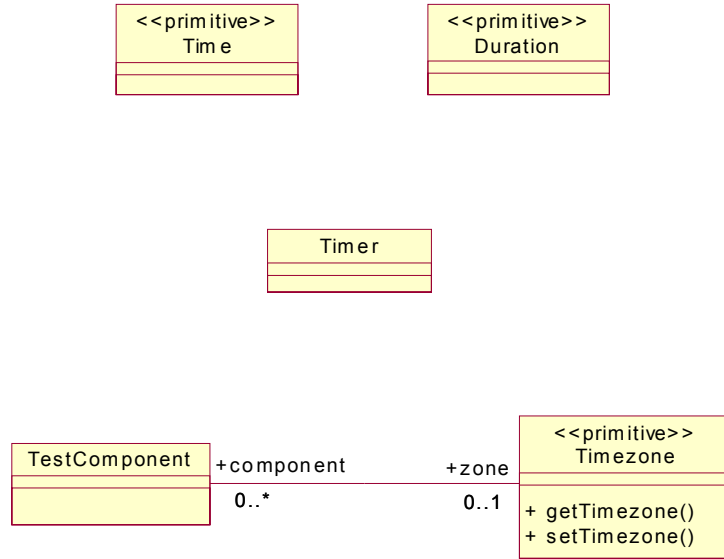 <<primitive>>
Time
<<primitive>>
Duration
Timer
TestComponent
+component
0..*
+zone
0..1
<<primitive>>
Timezone
+ getTimezone()
+ setTimezone()